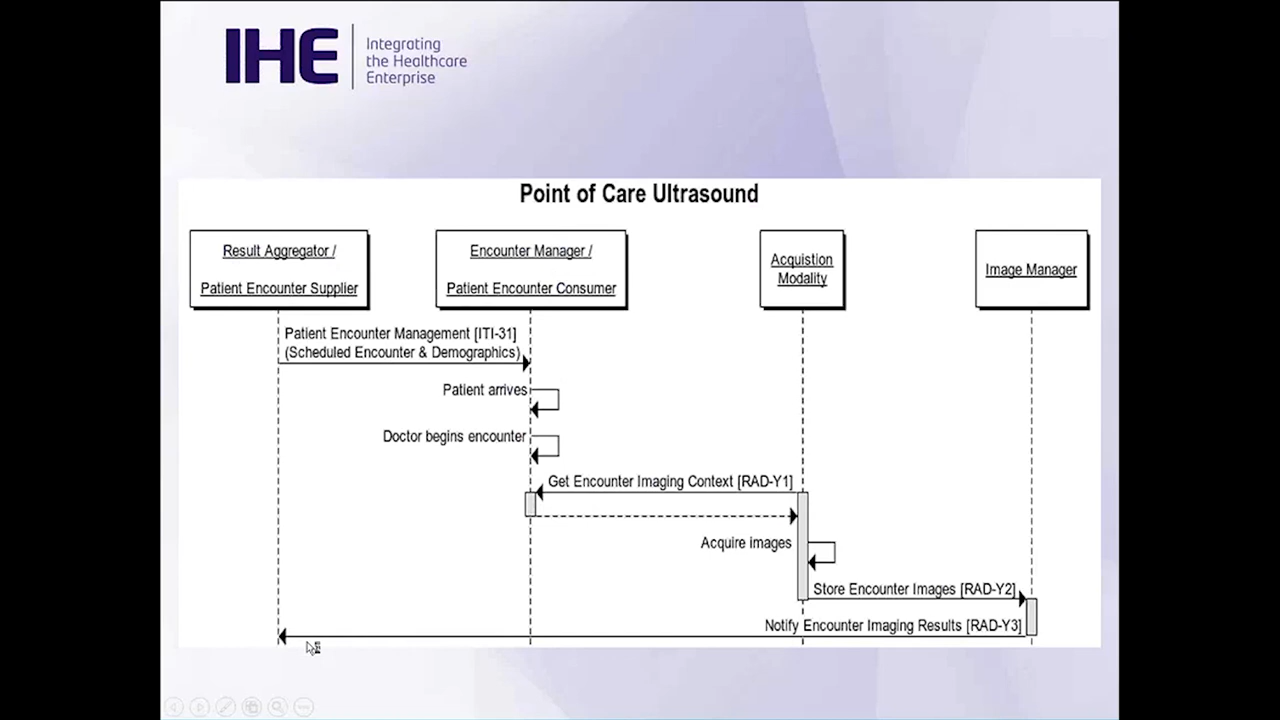 IHE
Integrating
the Healthcare
Enterprise
Point of Care Ultrasound
Result Aggregator /
Patient Encounter Supplier
Encounter Manager /
Patient Encounter Consumer
Acquistion
Modality
Image Manager
Patient Encounter Management [ITI-31]
(Scheduled Encounter & Demographics)
Patient arrives
Doctor begins encounter
Get Encounter Imaging Context [RAD-Y1]
Acquire images
Store Encounter Images [RAD-Y2]
Notify Encounter Imaging Results [RAD-Y3]